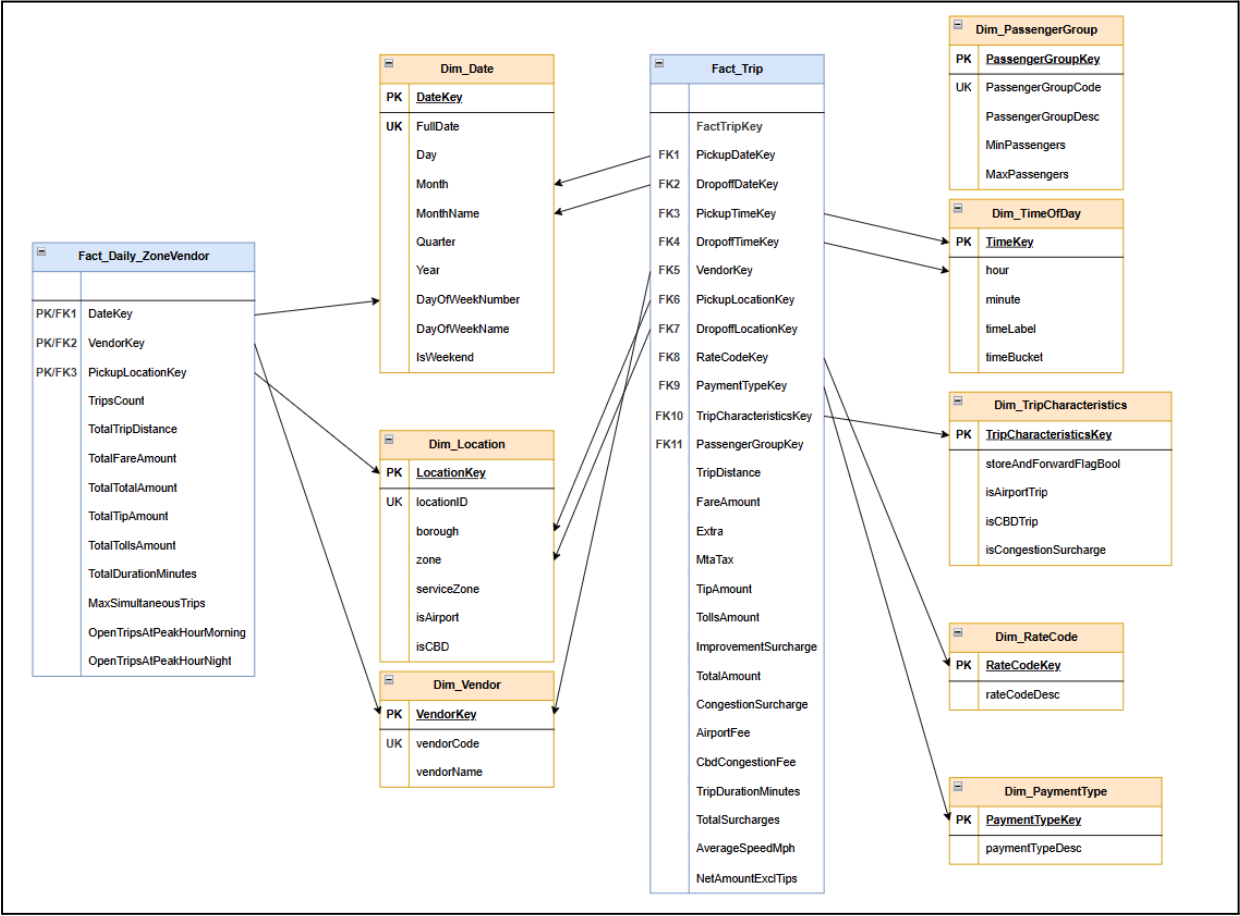 Fact_Daily_ZoneVendor
PK/FK1 DateKey
PK/FK2 VendorKey
PK/FK3 PickupLocationKey
TripsCount
TotalTripDistance
TotalFareAmount
TotalTotalAmount
TotalTipAmount
TotalTollsAmount
TotalDurationMinutes
MaxSimultaneousTrips
OpenTripsAtPeakHourMorning
OpenTripsAtPeakHourNight
Dim_Date
PK DateKey
UK FullDate
Day
Month
MonthName
Quarter
Year
DayOfWeekNumber
DayOfWeekName
IsWeekend
Dim_Location
PK LocationKey
UK locationID
borough
zone
serviceZone
isAirport
isCBD
Dim_Vendor
PK VendorKey
UK vendorCode
vendorName
Fact_Trip
FactTripKey
FK1 PickupDateKey
FK2 DropoffDateKey
FK3 PickupTimeKey
FK4 DropoffTimeKey
FK5 VendorKey
FK6 PickupLocationKey
FK7 DropoffLocationKey
FK8 RateCodeKey
FK9 PaymentTypeKey
FK10 TripCharacteristicsKey
FK11 PassengerGroupKey
TripDistance
FareAmount
Extra
MtaTax
TipAmount
TollsAmount
ImprovementSurcharge
TotalAmount
CongestionSurcharge
AirportFee
CbdCongestionFee
TripDurationMinutes
TotalSurcharges
AverageSpeedMph
NetAmountExclTips
Dim_PassengerGroup
PK PassengerGroupKey
UK PassengerGroupCode
PassengerGroupDesc
MinPassengers
MaxPassengers
Dim_TimeOfDay
PK TimeKey
hour
minute
timeLabel
timeBucket
Dim_TripCharacteristics
PK TripCharacteristicsKey
storeAndForwardFlagBool
isAirportTrip
isCBDTrip
isCongestionSurcharge
Dim_RateCode
PK RateCodeKey
rateCodeDesc
Dim_PaymentType
PK PaymentTypeKey
paymentTypeDesc